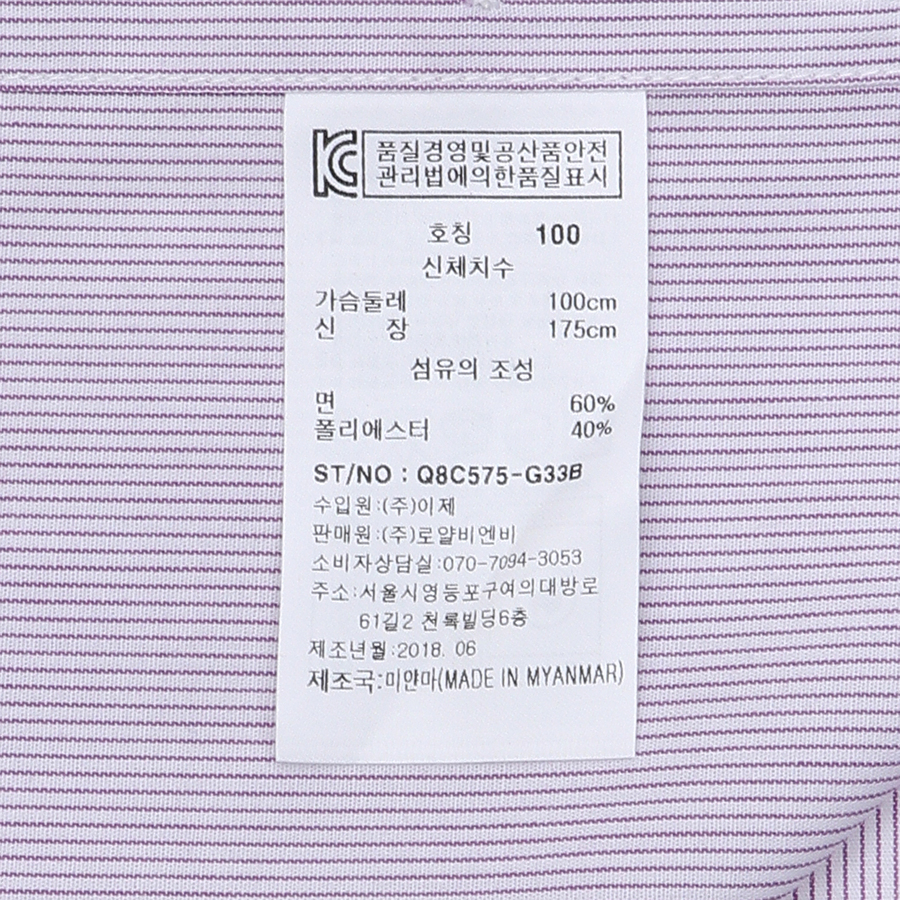 KC 품질경영및공산품안전
관리법에의한품질표시
호칭 100
신체치수
가슴둘레 100cm
신 장 175cm
섬유의 조성
면 60%
폴리에스터 40%
ST/NO : Q8C575-G33B
수입원:(주)이제
판매원:(주)로얄비엔비
소비자상담실:070-7094-3053
주소:서울시영등포구여의대방로
61길2 천록빌딩6층
제조년월:2018. 06
제조국:미얀마(MADE IN MYANMAR)